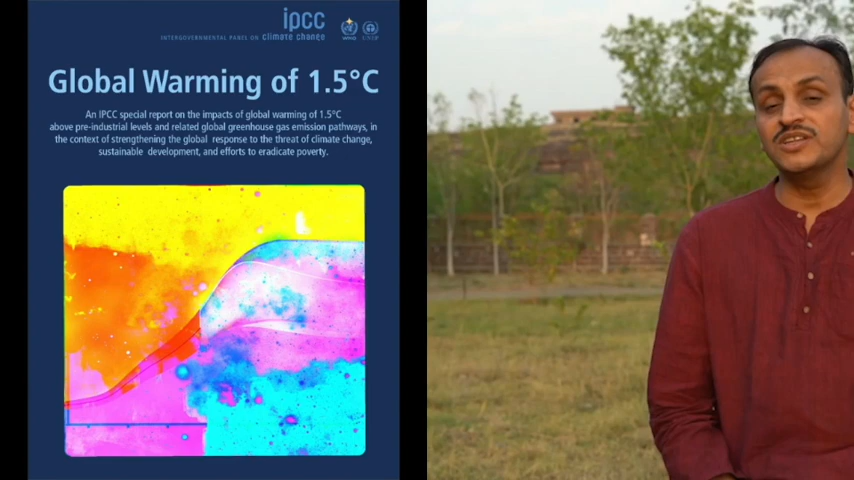 ipcc
INTERGOVERNMENTAL PANEL ON climate change
WMO
UNEP
Global Warming of 1.5°C
An IPCC special report on the impacts of global warming of 1.5°C
above pre-industrial levels and related global greenhouse gas emission pathways, in
the context of strengthening the global response to the threat of climate change,
sustainable development, and efforts to eradicate poverty.